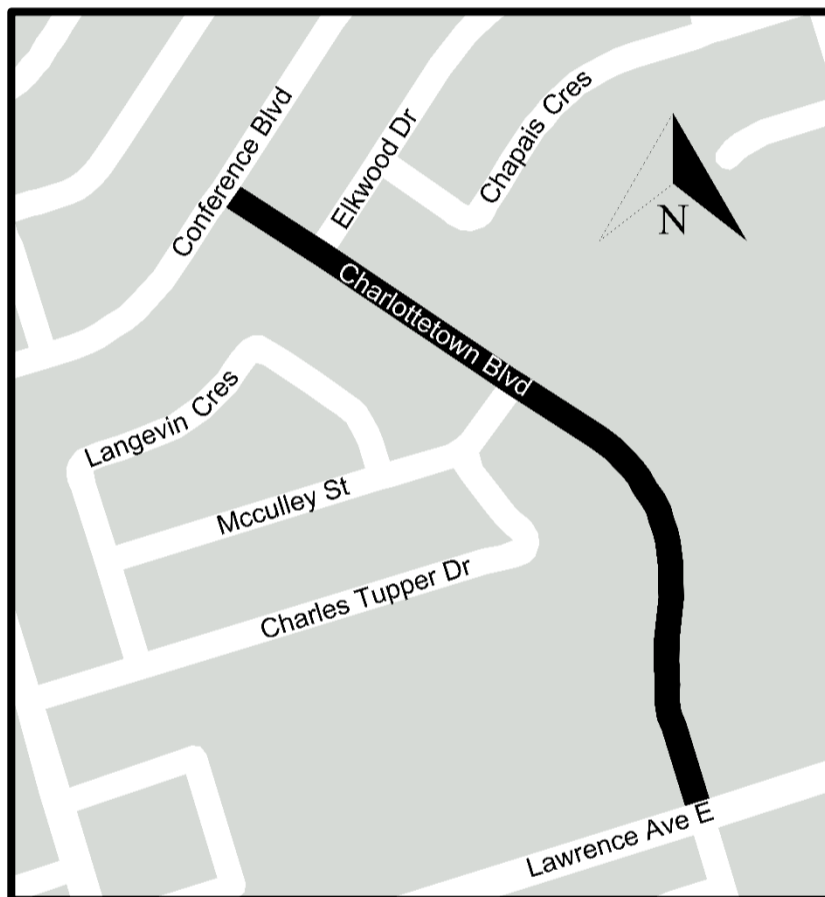 Conference Blvd
Elkwood Dr
Chapais Cres
N
Charlottetown Blvd
Langevin Cres
Mcculley St
Charles Tupper Dr
Lawrence Ave E